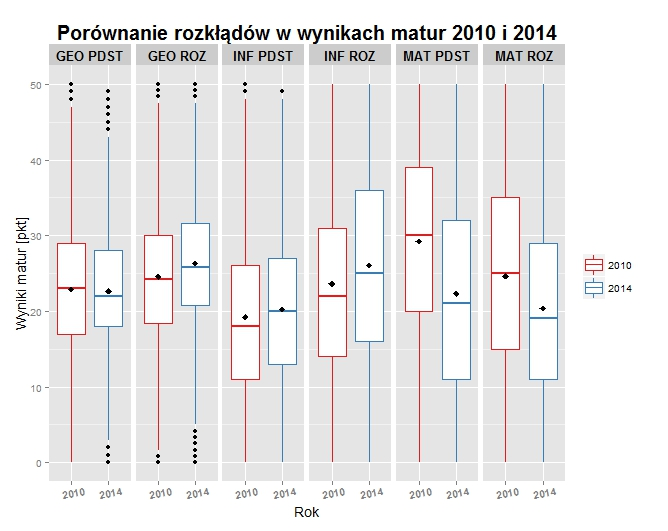 Porównanie rozkłądów w wynikach matur 2010 i 2014
GEO PDST GEO ROZ INF PDST INF ROZ MAT PDST MAT ROZ
50
40
30
20
10
0
Wyniki matur [pkt]
2010 2014 2010 2014 2010 2014 2010 2014 2010 2014 2010 2014
Rok
2010
2014